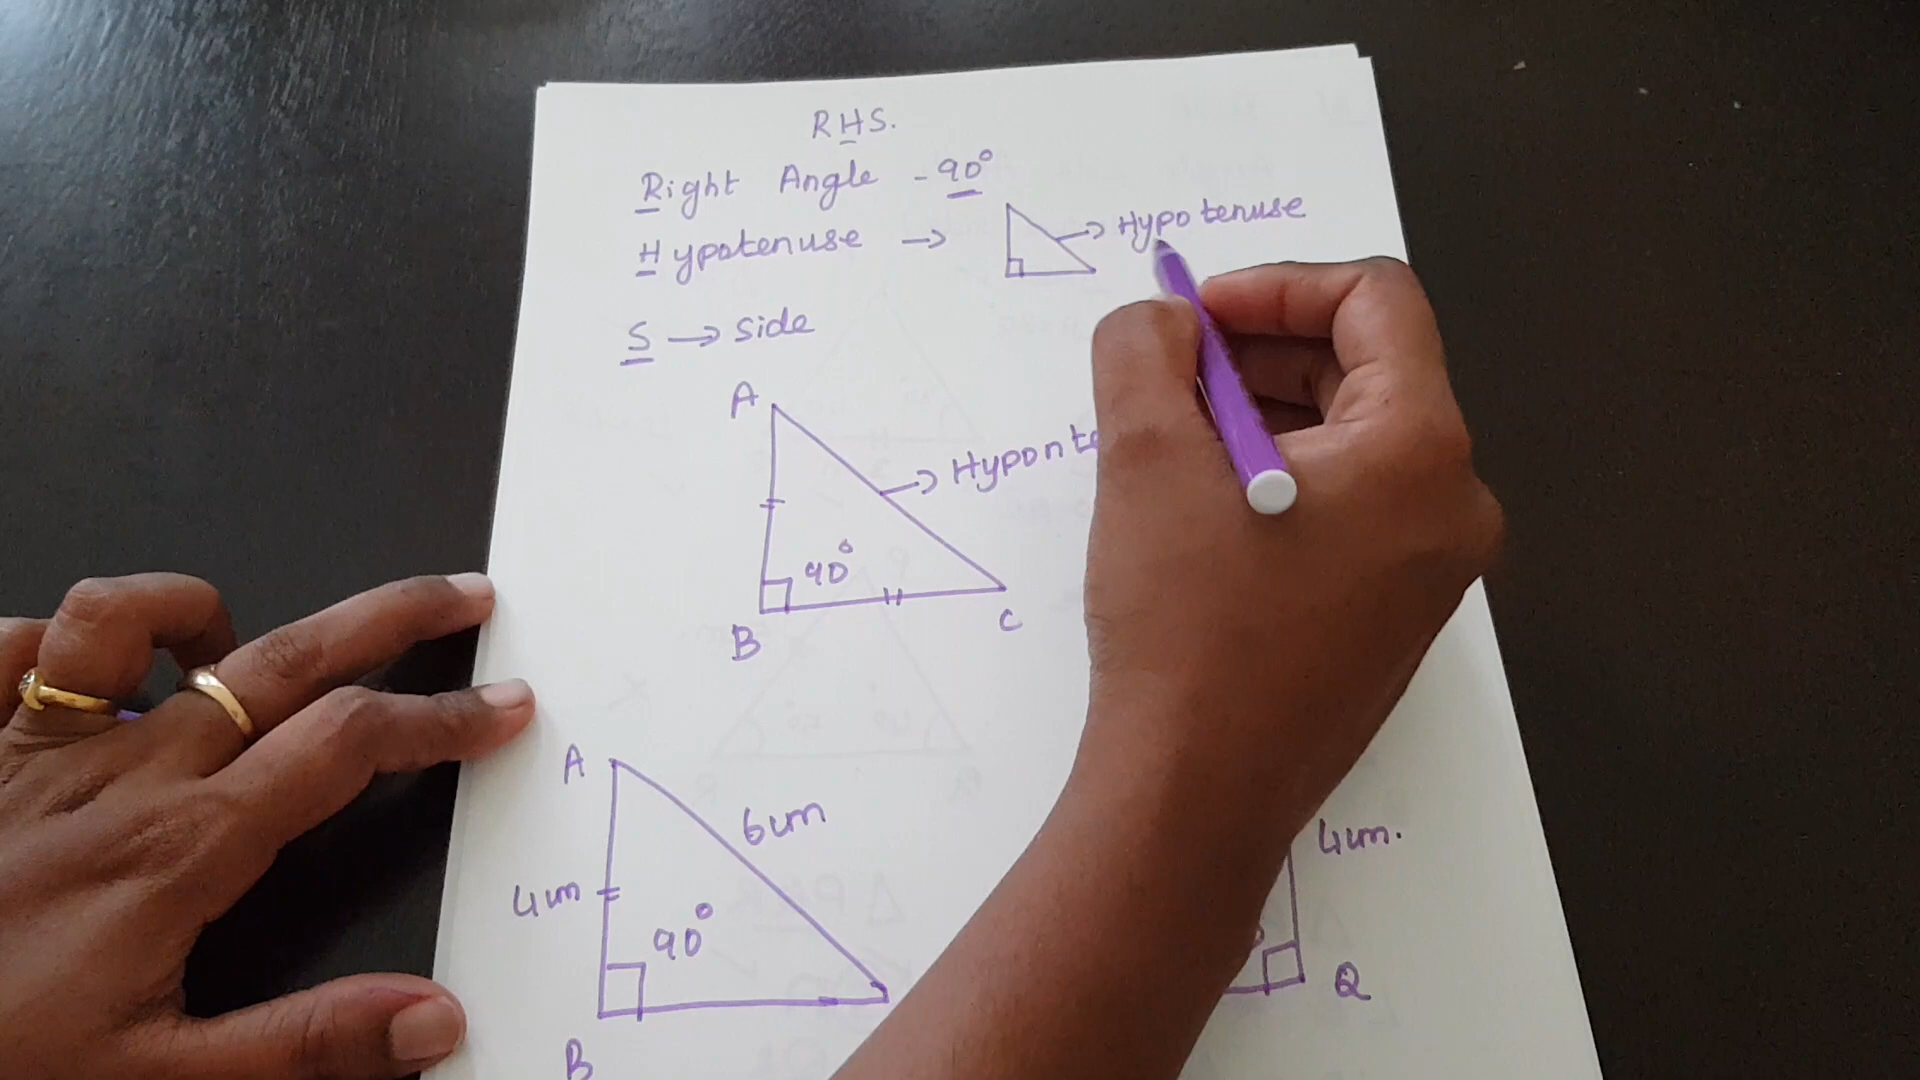 RHS.
Right Angle - 90°
Hypotenuse → → Hypotenuse
S → Side
A
→ Hyponte
90°
B
C
A
6cm
4cm
90°
B
4cm.
Q